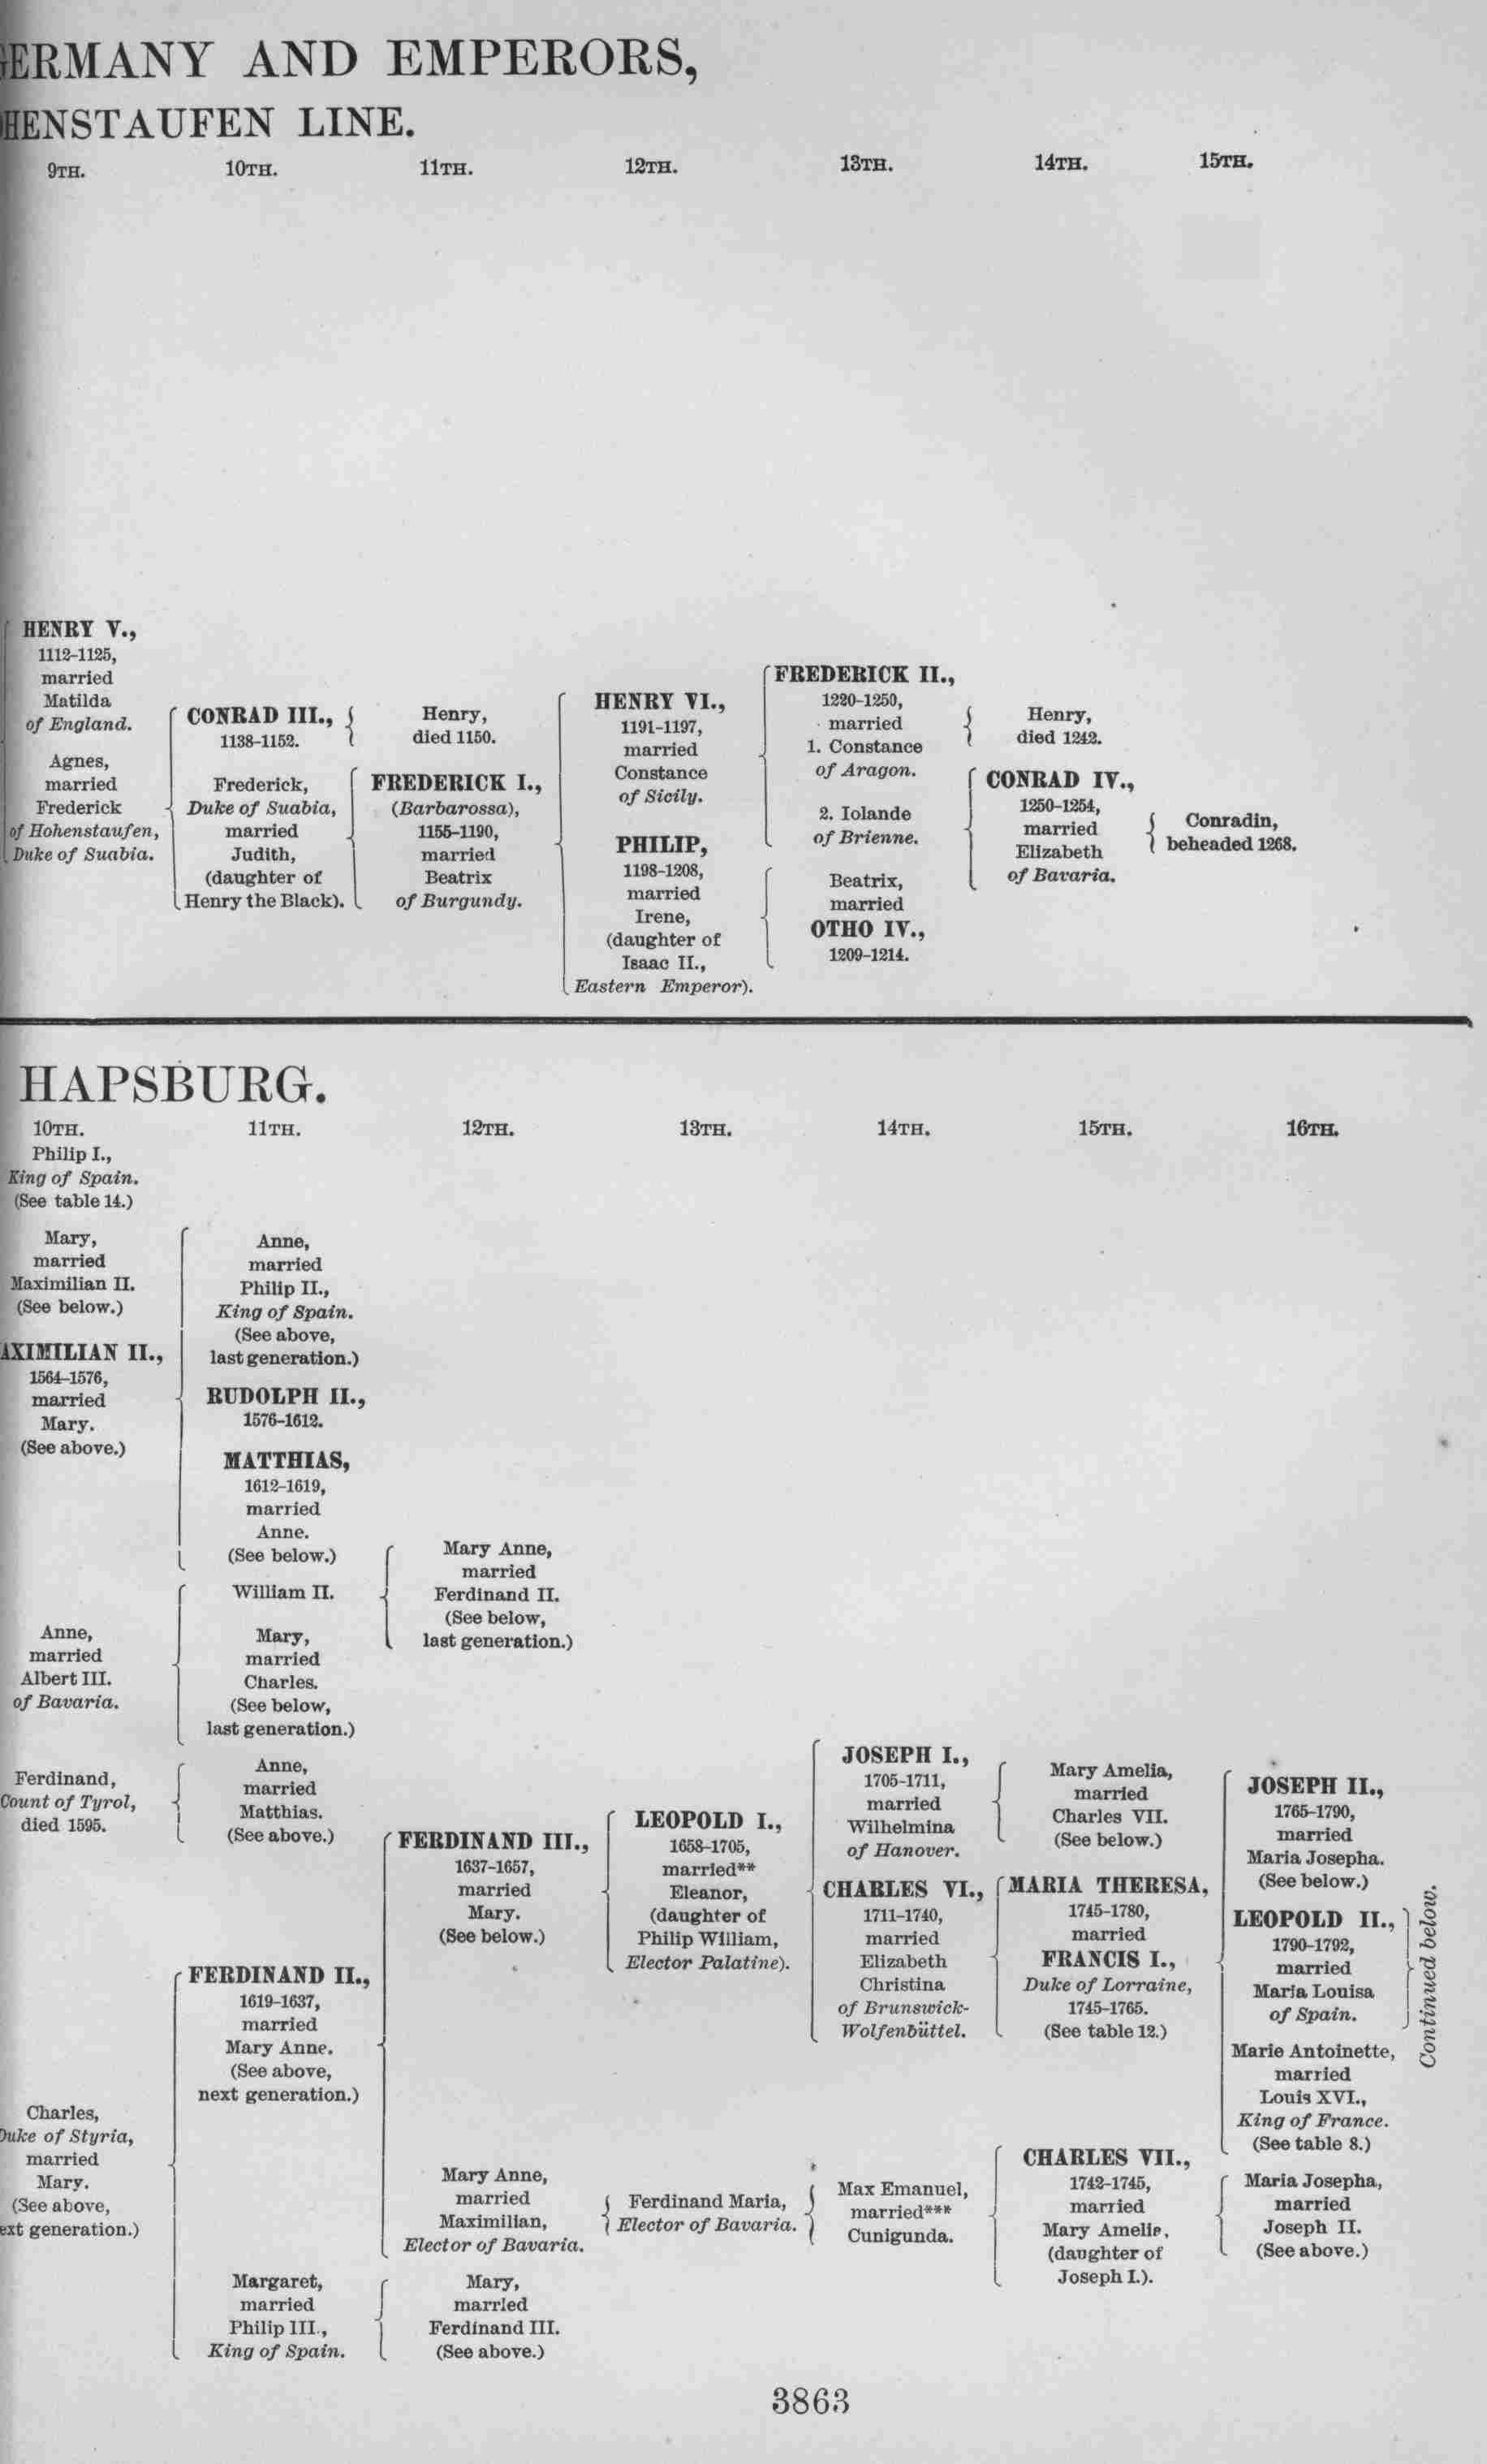 ERMANY AND EMPERORS,
HENSTAUFEN LINE.
9TH. 10TH. 11TH. 12TH. 13TH. 14TH. 15TH.
HENRY V.,
1112-1125,
married
Matilda
of England.
Agnes,
married
Frederick
of Hohenstaufen,
Duke of Suabia.
CONRAD III.,
1138-1152.
Frederick,
Duke of Suabia,
married
Judith,
(daughter of
Henry the Black).
Henry,
died 1150.
FREDERICK I.,
(Barbarossa),
1155-1190,
married
Beatrix
of Burgundy.
HENRY VI.,
1191-1197,
married
Constance
of Sicily.
PHILIP,
1198-1208,
married
Irene,
(daughter of
Isaac II.,
Eastern Emperor).
FREDERICK II.,
1220-1250,
married
1. Constance
of Aragon.
2. Iolande
of Brienne.
Beatrix,
married
OTHO IV.,
1209-1214.
Henry,
died 1242.
CONRAD IV.,
1250-1254,
married
Elizabeth
of Bavaria.
Conradin,
beheaded 1268.
HAPSBURG.
10TH. 11TH. 12TH. 13TH. 14TH. 15TH. 16TH.
Philip I.,
King of Spain.
(See table 14.)
Mary,
married
Maximilian II.
(See below.)
AXIMILIAN II.,
1564-1576,
married
Mary.
(See above.)
Anne,
married
Albert III.
of Bavaria.
Ferdinand,
Count of Tyrol,
died 1595.
Charles,
Duke of Styria,
married
Mary.
(See above,
ext generation.)
Anne,
married
Philip II.,
King of Spain.
(See above,
last generation.)
RUDOLPH II.,
1576-1612.
MATTHIAS,
1612-1619,
married
Anne.
(See below.)
William II.
Mary,
married
Charles.
(See below,
last generation.)
Anne,
married
Matthias.
(See above.)
FERDINAND II.,
1619-1637,
married
Mary Anne.
(See above,
next generation.)
Margaret,
married
Philip III.,
King of Spain.
Mary Anne,
married
Ferdinand II.
(See below,
last generation.)
FERDINAND III.,
1637-1657,
married
Mary.
(See below.)
Mary Anne,
married
Maximilian,
Elector of Bavaria.
Mary,
married
Ferdinand III.
(See above.)
LEOPOLD I.,
1658-1705,
married**
Eleanor,
(daughter of
Philip William,
Elector Palatine).
Ferdinand Maria,
Elector of Bavaria.
JOSEPH I.,
1705-1711,
married
Wilhelmina
of Hanover.
CHARLES VI.,
1711-1740,
married
Elizabeth
Christina
of Brunswick-
Wolfenbüttel.
Max Emanuel,
married***
Cunigunda.
Mary Amelia,
married
Charles VII.
(See below.)
MARIA THERESA,
1745-1780,
married
FRANCIS I.,
Duke of Lorraine,
1745-1765.
(See table 12.)
CHARLES VII.,
1742-1745,
married
Mary Amelie,
(daughter of
Joseph I.).
JOSEPH II.,
1765-1790,
married
Maria Josepha.
(See below.)
LEOPOLD II.,
1790-1792,
married
Maria Louisa
of Spain.
Marie Antoinette,
married
Louis XVI.,
King of France.
(See table 8.)
Maria Josepha,
married
Joseph II.
(See above.)
Continued below.
3863